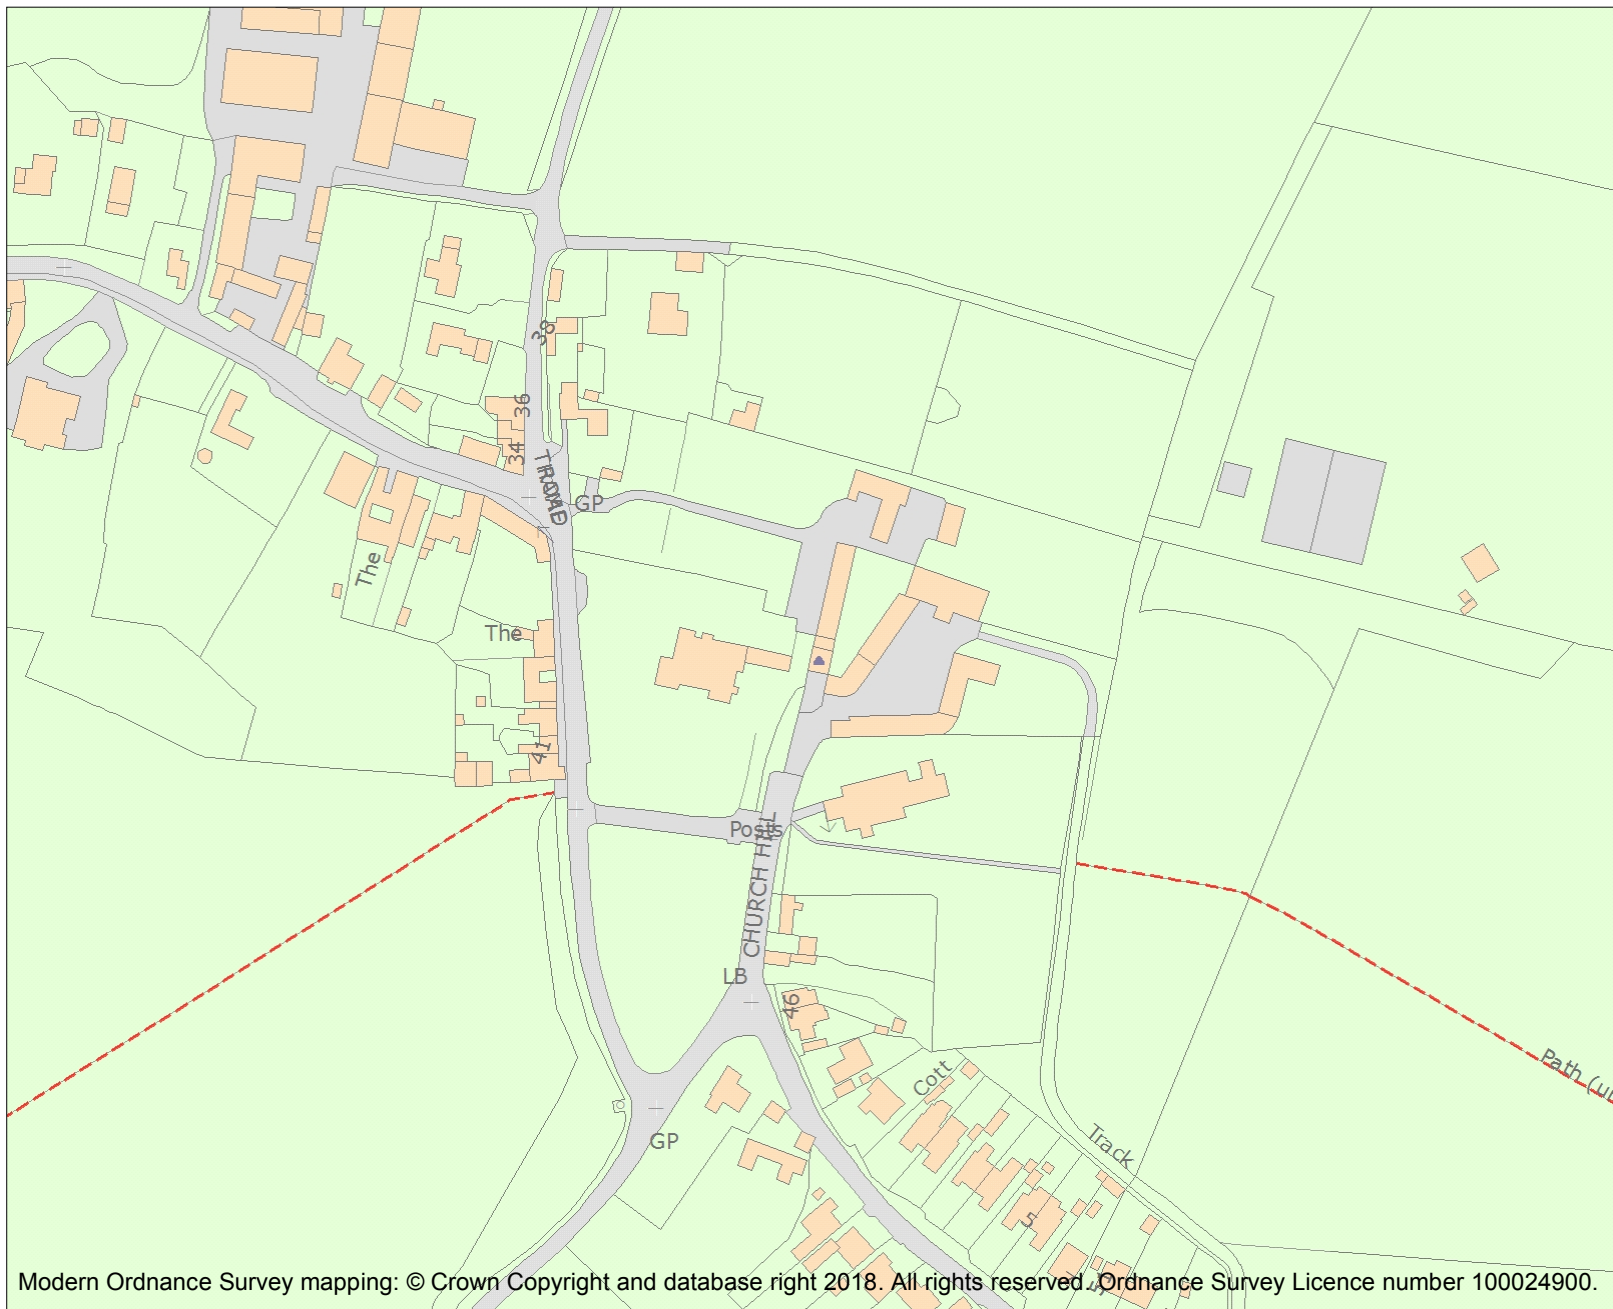 38
36
34
TRAVIS
ROAD
GP
The
The
41
Posts
CHURCH HILL
LB
46
Cott
GP
Track
Path (u
5
Modern Ordnance Survey mapping: © Crown Copyright and database right 2018. All rights reserved. Ordnance Survey Licence number 100024900.